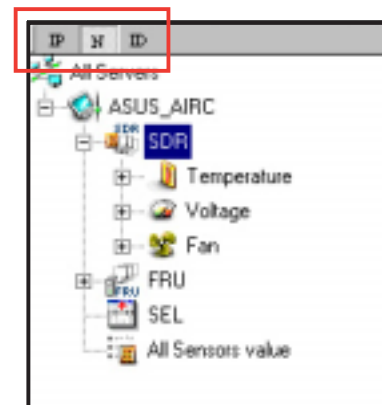 IP N ID
All Servers
ASUS_AIRC
SDR SDR
Temperature
Voltage
Fan
FRU FRU
SEL
All Sensors value